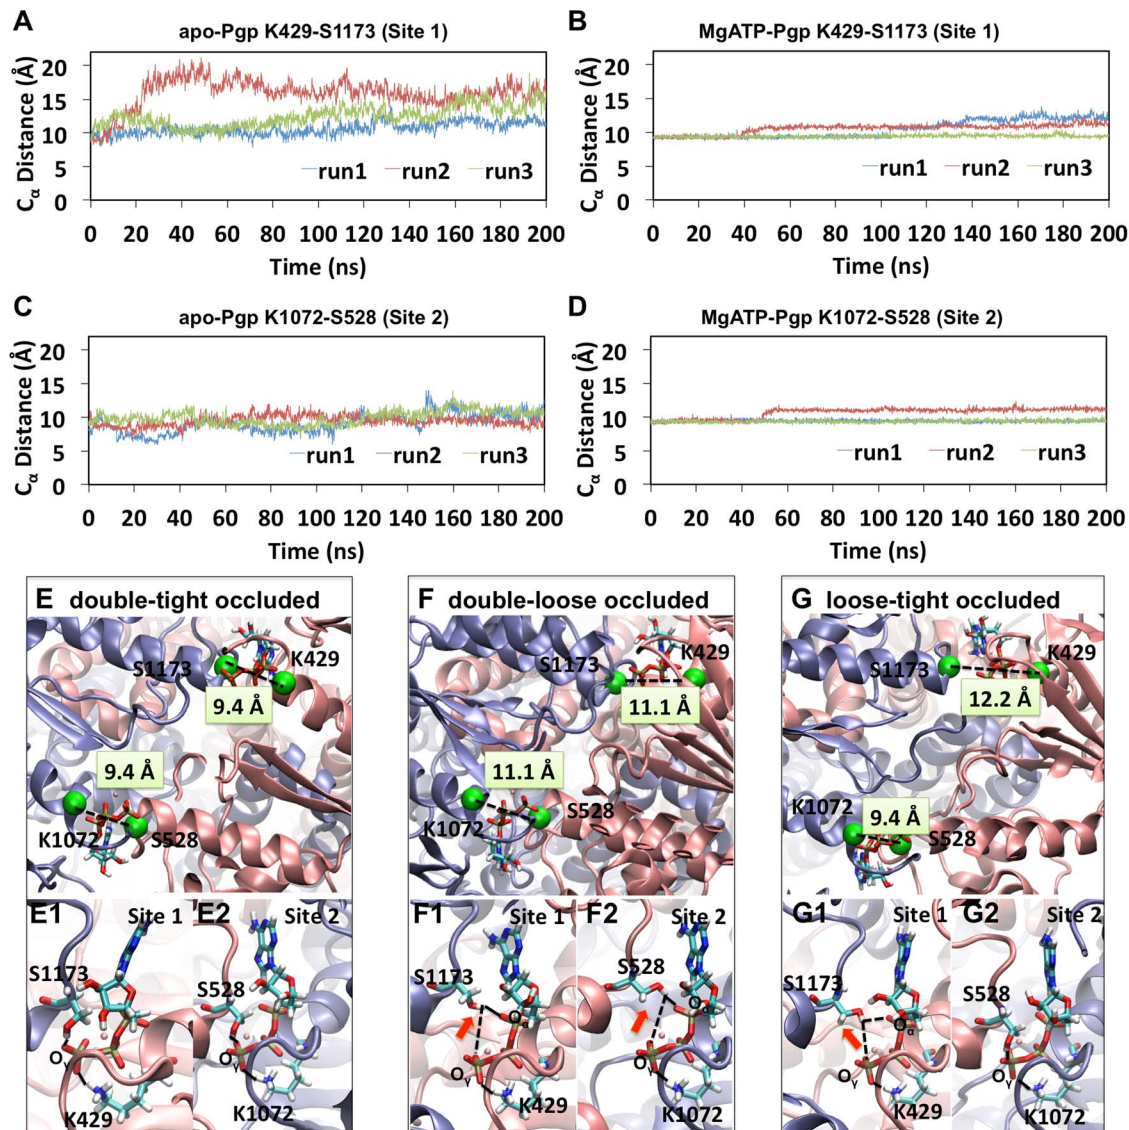 A apo-Pgp K429-S1173 (Site 1)
Cα Distance (Å)
20
15
10
5
0
run1 run2 run3
0 20 40 60 80 100 120 140 160 180 200
Time (ns)
B MgATP-Pgp K429-S1173 (Site 1)
Cα Distance (Å)
20
15
10
5
0
run1 run2 run3
0 20 40 60 80 100 120 140 160 180 200
Time (ns)
C apo-Pgp K1072-S528 (Site 2)
Cα Distance (Å)
20
15
10
5
0
run1 run2 run3
0 20 40 60 80 100 120 140 160 180 200
Time (ns)
D MgATP-Pgp K1072-S528 (Site 2)
Cα Distance (Å)
20
15
10
5
0
run1 run2 run3
0 20 40 60 80 100 120 140 160 180 200
Time (ns)
E double-tight occluded
S1173 K429
9.4 Å
9.4 Å
K1072 S528
E1 Site 1
S1173
Oγ
K429
E2 Site 2
S528
Oγ
K1072
F double-loose occluded
S1173 K429
11.1 Å
11.1 Å
K1072 S528
F1 Site 1
S1173
Oα
Oγ
K429
F2 Site 2
S528
Oα
Oγ
K1072
G loose-tight occluded
S1173 K429
12.2 Å
K1072 9.4 Å S528
G1 Site 1
S1173
Oα
Oγ
K429
G2 Site 2
S528
Oγ
K1072